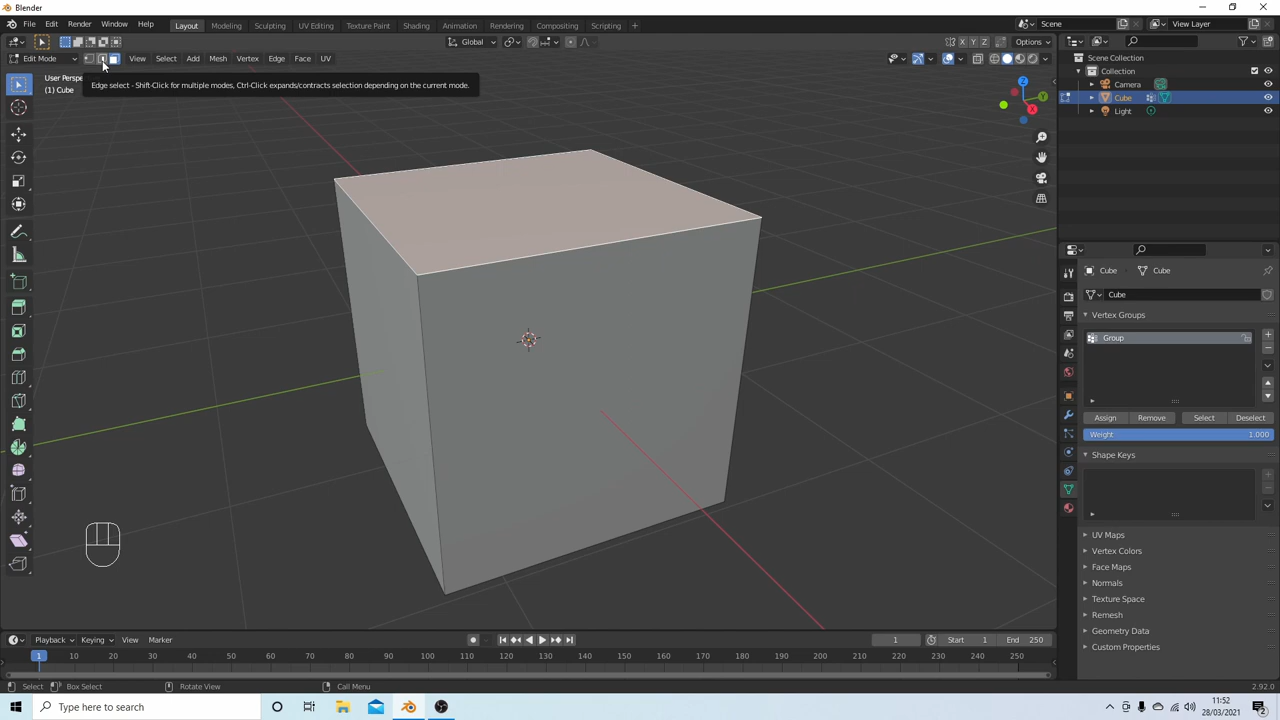 Blender
File Edit Render Window Help Layout Modeling Sculpting UV Editing Texture Paint Shading Animation Rendering Compositing Scripting + Scene View Layer
Global X Y Z Options
Edit Mode View Select Add Mesh Vertex Edge Face UV
User Perspe
(1) Cube
Edge select - Shift-Click for multiple modes, Ctrl-Click expands/contracts selection depending on the current mode.
Z
Y
X
Scene Collection
Collection
Camera
Cube
Light
Cube Cube
Cube
Vertex Groups
Group
Assign Remove Select Deselect
Weight 1.000
Shape Keys
UV Maps
Vertex Colors
Face Maps
Normals
Texture Space
Remesh
Geometry Data
Custom Properties
Playback Keying View Marker 1 Start 1 End 250
1 10 20 30 40 50 60 70 80 90 100 110 120 130 140 150 160 170 180 190 200 210 220 230 240 250
Select Box Select Rotate View Call Menu 2.92.0
Type here to search
11:52
28/03/2021
2